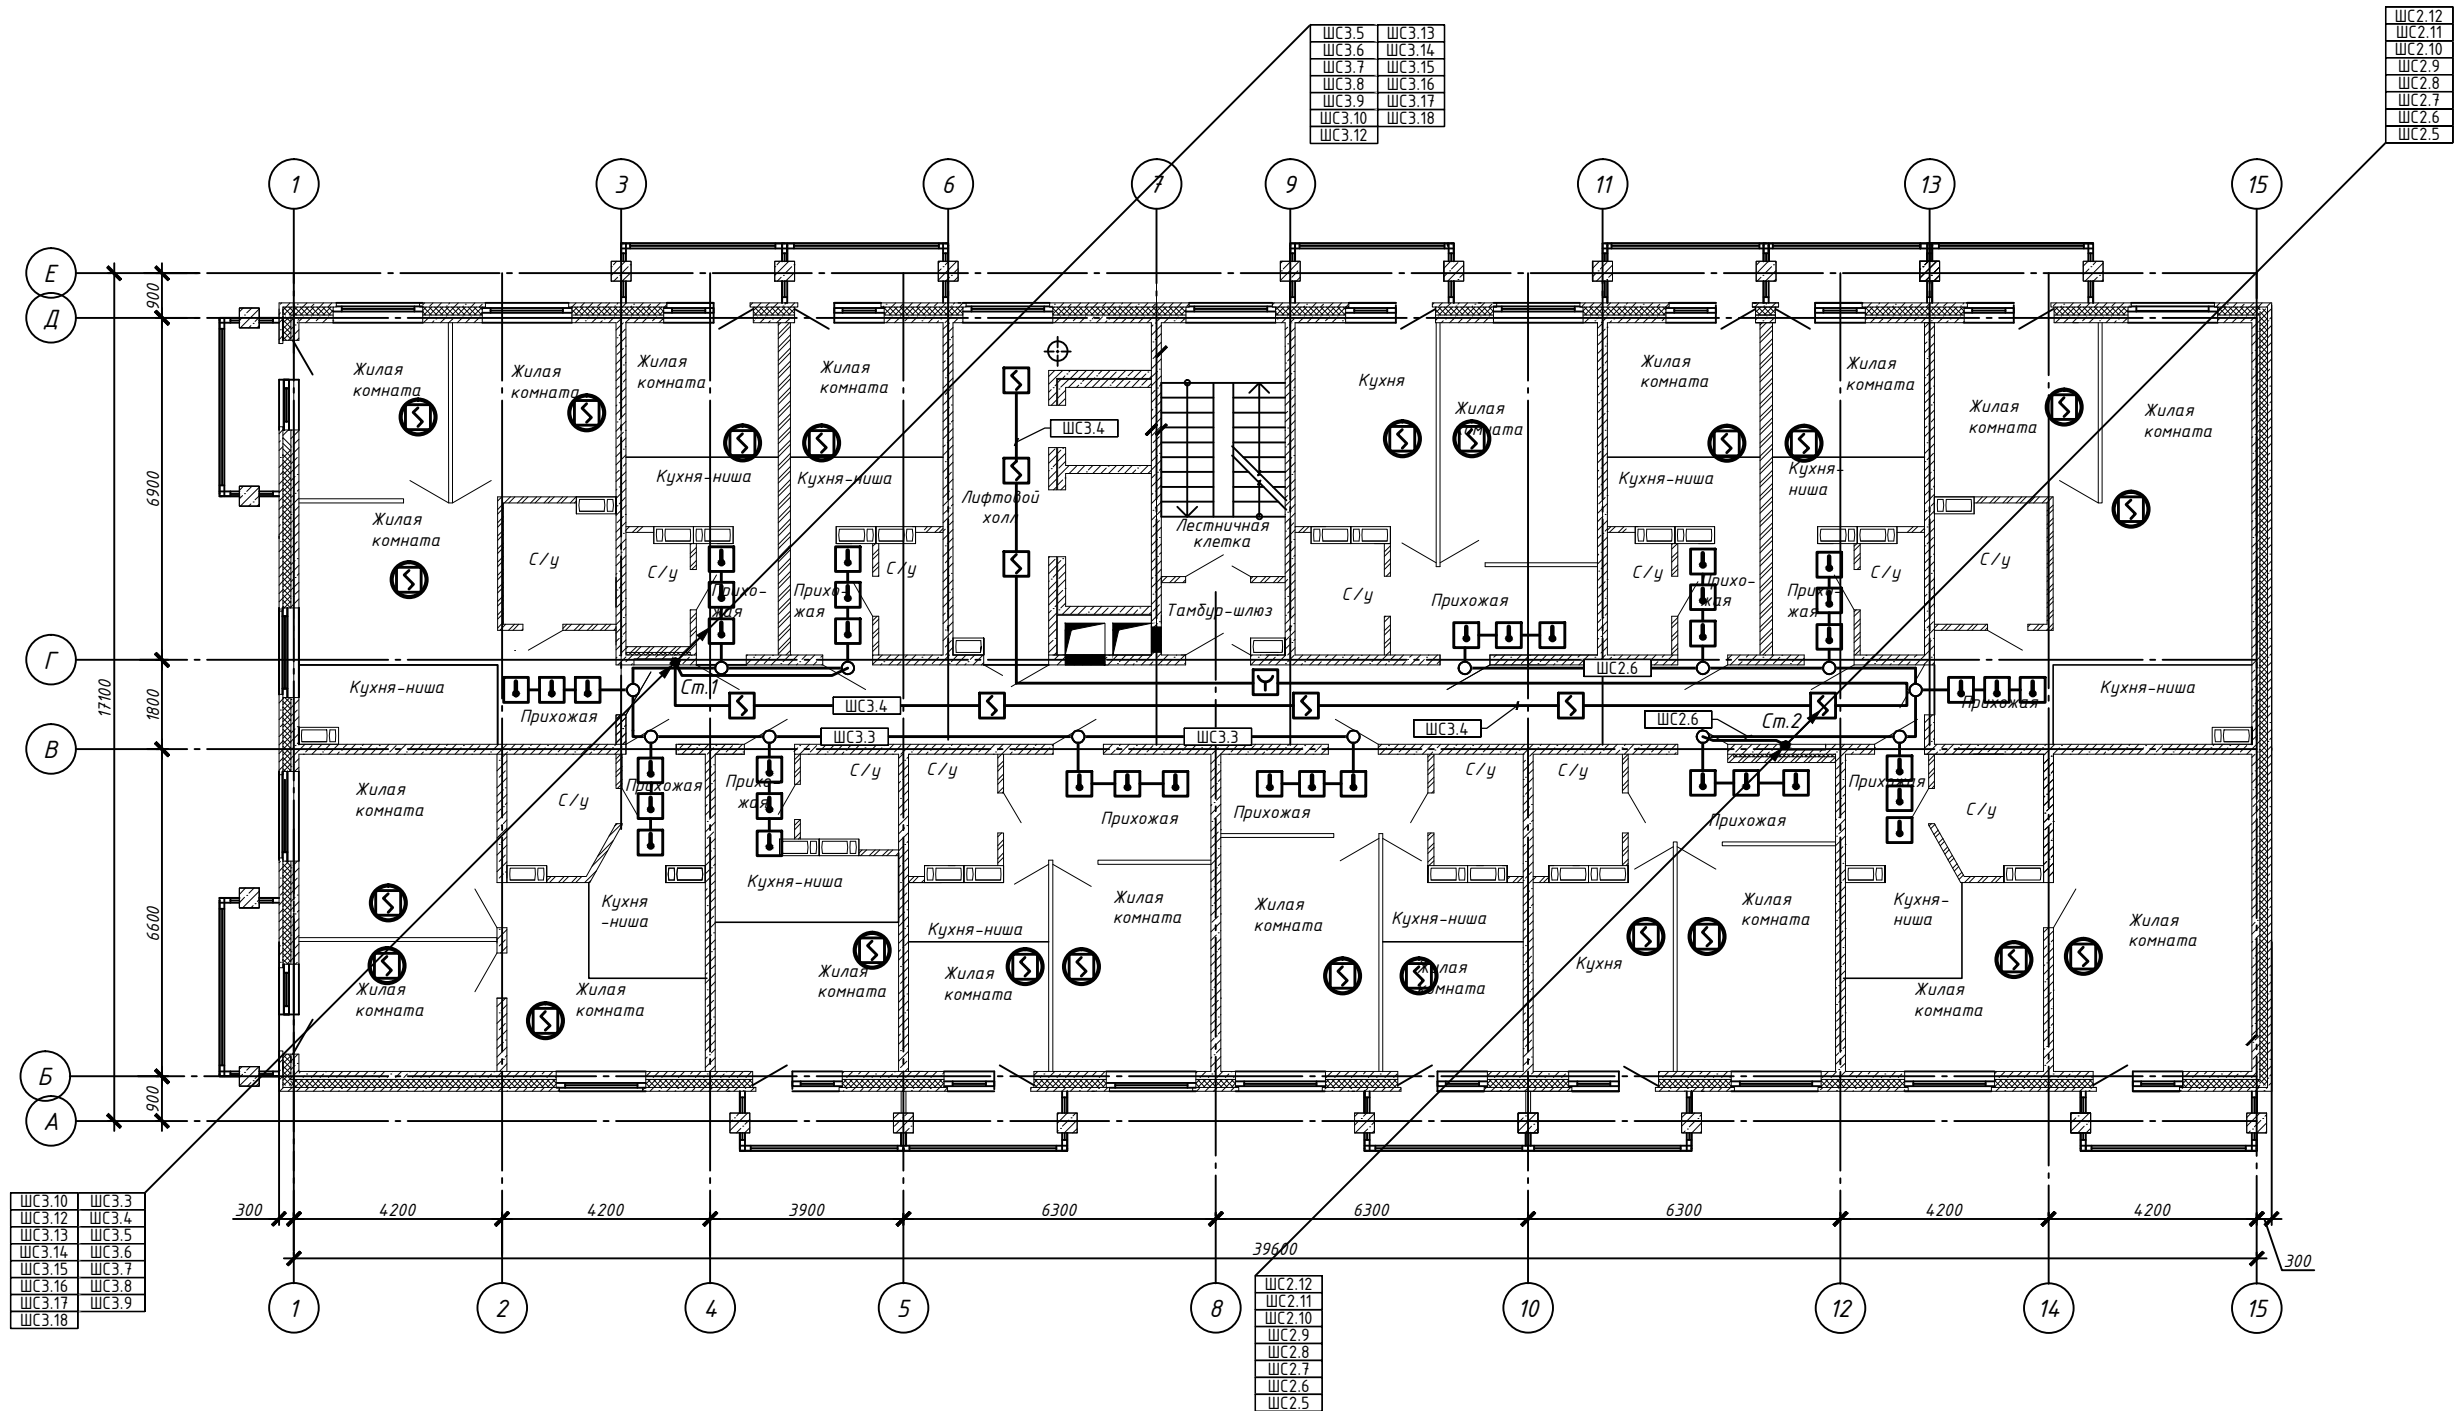 ШС3.5 ШС3.13
ШС3.6 ШС3.14
ШС3.7 ШС3.15
ШС3.8 ШС3.16
ШС3.9 ШС3.17
ШС3.10 ШС3.18
ШС3.12
ШС2.12
ШС2.11
ШС2.10
ШС2.9
ШС2.8
ШС2.7
ШС2.6
ШС2.5
1 3 6 7 9 11 13 15
Е
Д
Г
В
Б
А
900
6900
1800
6600
900
17100
Жилая
комната
Жилая
комната
Жилая
комната
Жилая
комната
ШС3.4
Кухня
Жилая
комната
Жилая
комната
Жилая
комната
Жилая
комната
Жилая
комната
Кухня-ниша
Кухня-ниша
Лифтовой
холл
Кухня-ниша
Кухня-
ниша
Жилая
комната
Лестничная
клетка
С/у
С/у
С/у
С/у
С/у
С/у
С/у
Прихо-
жая
Прихо-
жая
Тамбур-шлюз
Прихожая
Прихо-
жая
Прихо-
жая
Кухня-ниша
Прихожая
Ст.1
ШС2.6
Прихожая
Кухня-ниша
ШС3.4
ШС3.4
ШС2.6
Ст.2
ШС3.3
ШС3.3
Жилая
комната
С/у
Прихожая
Прихо-
жая
С/у
С/у
Прихожая
Прихожая
С/у
С/у
Прихожая
Прихожая
С/у
Кухня
-ниша
Кухня-ниша
Кухня-ниша
Жилая
комната
Жилая
комната
Кухня-ниша
Жилая
комната
Кухня-
ниша
Жилая
комната
Жилая
комната
Жилая
комната
Жилая
комната
Жилая
комната
Жилая
комната
Кухня
Жилая
комната
ШС3.10 ШС3.3
ШС3.12 ШС3.4
ШС3.13 ШС3.5
ШС3.14 ШС3.6
ШС3.15 ШС3.7
ШС3.16 ШС3.8
ШС3.17 ШС3.9
ШС3.18
300 4200 4200 3900 6300 6300 6300 4200 4200
39600
300
1 2 4 5 8 10 12 14 15
ШС2.12
ШС2.11
ШС2.10
ШС2.9
ШС2.8
ШС2.7
ШС2.6
ШС2.5